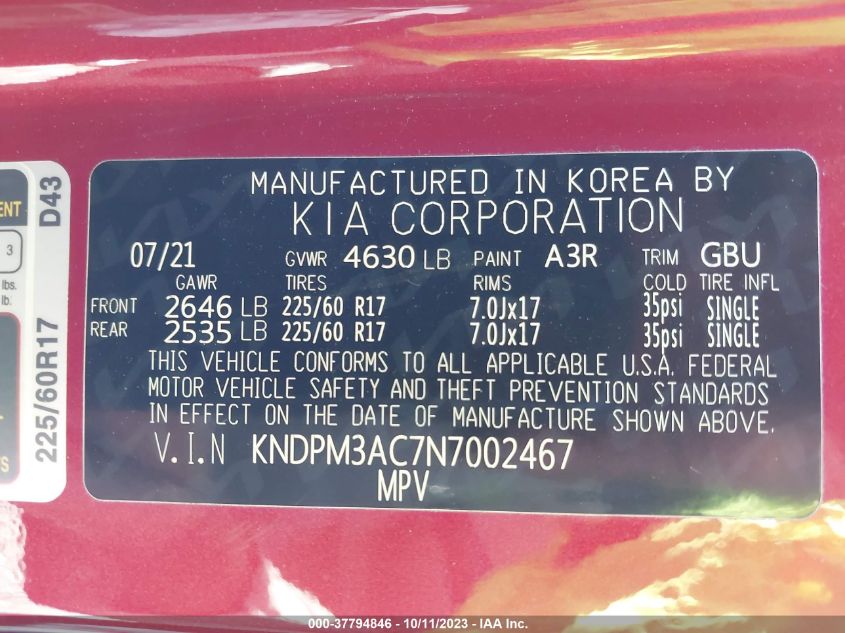 MANUFACTURED IN KOREA BY
KIA CORPORATION
07/21 GVWR 4630 LB PAINT A3R TRIM GBU
GAWR TIRES RIMS COLD TIRE INFL
FRONT 2646 LB 225/60 R17 7.0Jx17 35psi SINGLE
REAR 2535 LB 225/60 R17 7.0Jx17 35psi SINGLE
THIS VEHICLE CONFORMS TO ALL APPLICABLE U.S.A. FEDERAL
MOTOR VEHICLE SAFETY AND THEFT PREVENTION STANDARDS
IN EFFECT ON THE DATE OF MANUFACTURE SHOWN ABOVE.
V.I.N KNDPM3AC7N7002467
MPV
225/60R17 D43
3
lbs.
lb.
000-37794846 - 10/11/2023 - IAA Inc.